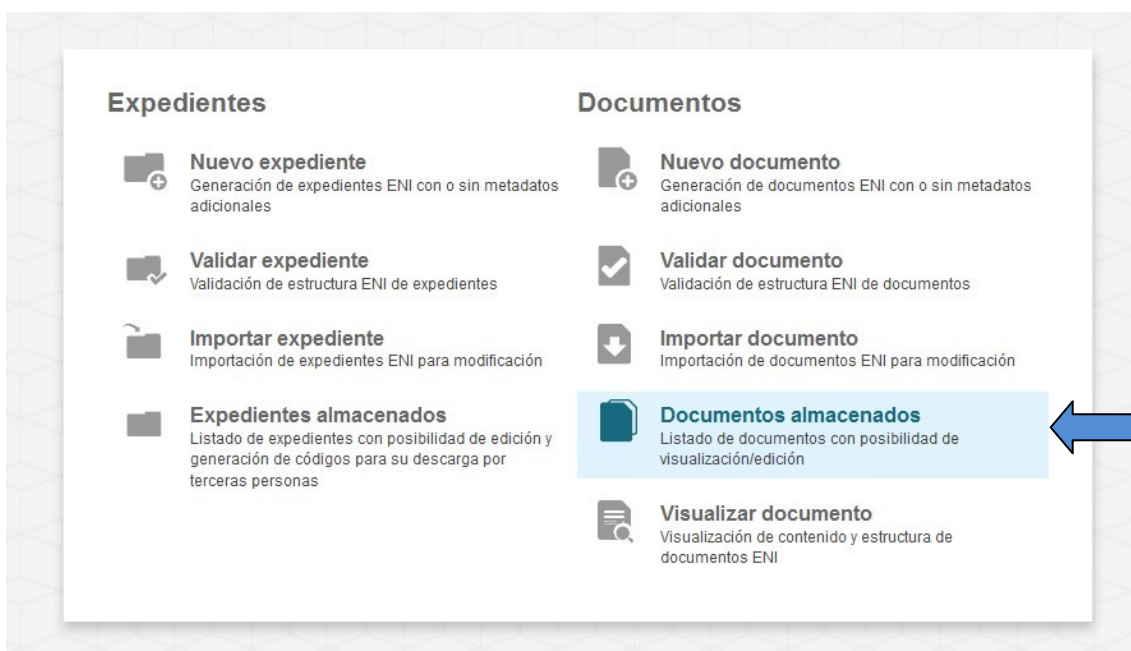 Expedientes
Nuevo expediente
Generación de expedientes ENI con o sin metadatos
adicionales
Validar expediente
Validación de estructura ENI de expedientes
Importar expediente
Importación de expedientes ENI para modificación
Expedientes almacenados
Listado de expedientes con posibilidad de edición y
generación de códigos para su descarga por
terceras personas
Documentos
Nuevo documento
Generación de documentos ENI con o sin metadatos
adicionales
Validar documento
Validación de estructura ENI de documentos
Importar documento
Importación de documentos ENI para modificación
Documentos almacenados
Listado de documentos con posibilidad de
visualización/edición
Visualizar documento
Visualización de contenido y estructura de
documentos ENI